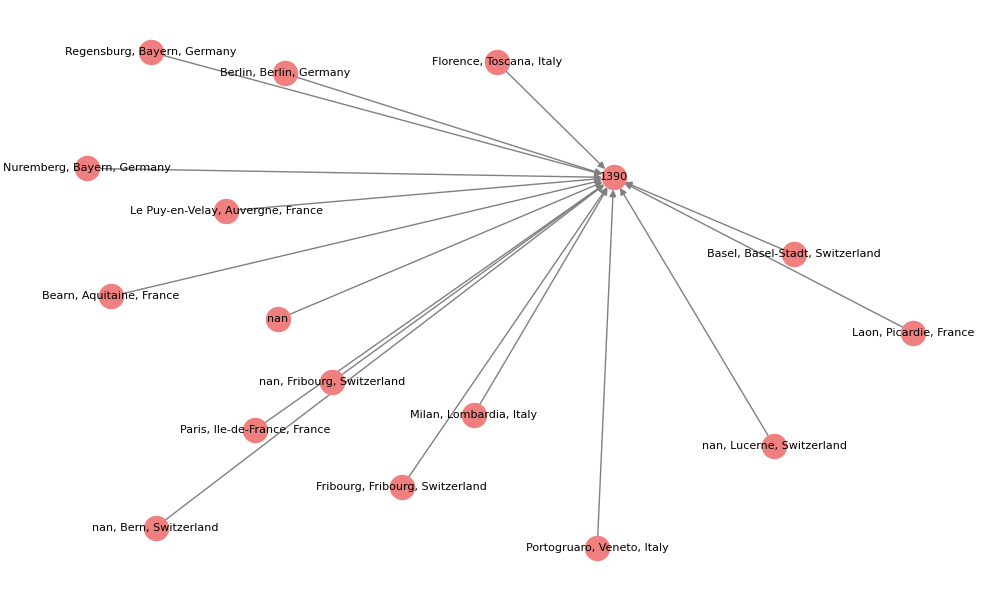 Regensburg, Bayern, Germany
Berlin, Berlin, Germany
Florence, Toscana, Italy
Nuremberg, Bayern, Germany
1390
Le Puy-en-Velay, Auvergne, France
Basel, Basel-Stadt, Switzerland
Bearn, Aquitaine, France
nan
Laon, Picardie, France
nan, Fribourg, Switzerland
Milan, Lombardia, Italy
Paris, Ile-de-France, France
nan, Lucerne, Switzerland
Fribourg, Fribourg, Switzerland
nan, Bern, Switzerland
Portogruaro, Veneto, Italy